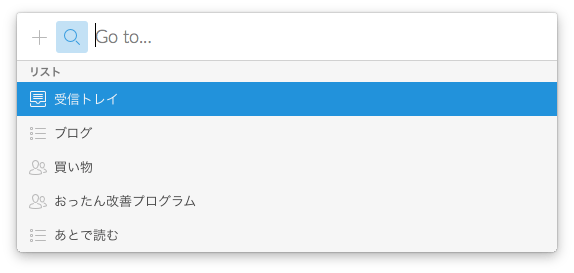 Go to...
リスト
受信トレイ
ブログ
買い物
おったん改善プログラム
あとで読む